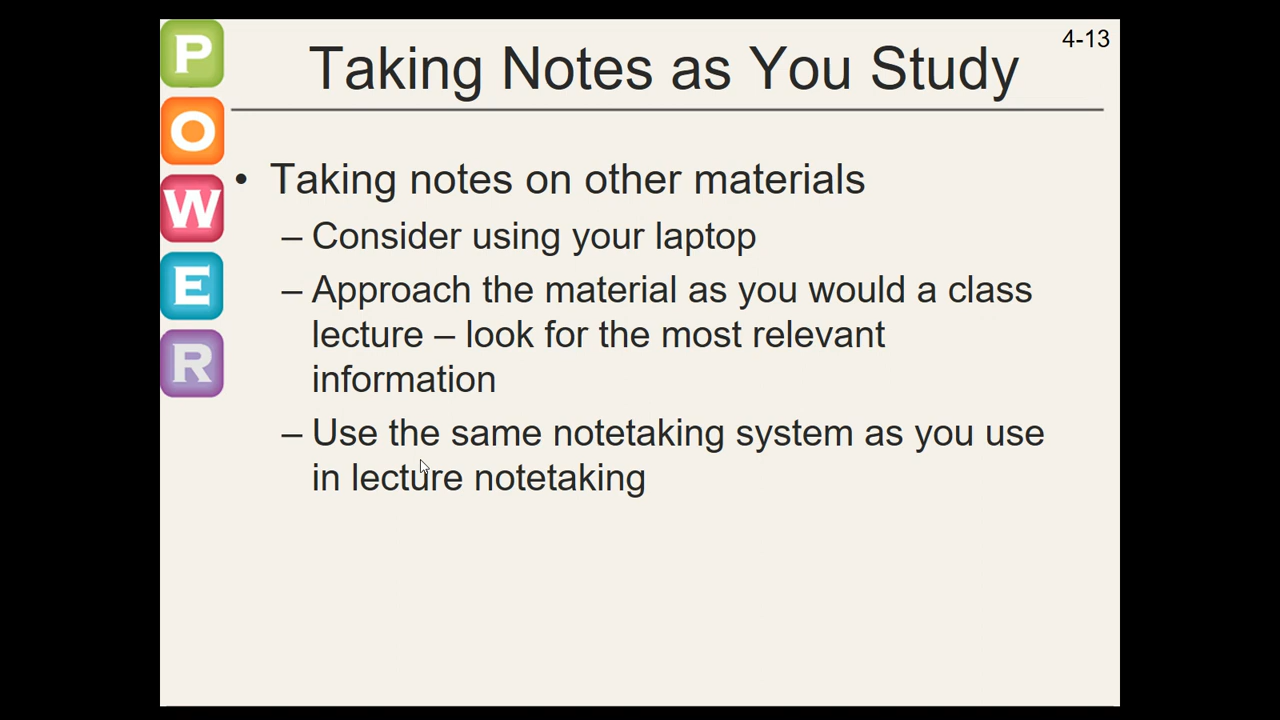 4-13
Taking Notes as You Study
P
O
W
E
R
• Taking notes on other materials
– Consider using your laptop
– Approach the material as you would a class
lecture – look for the most relevant
information
– Use the same notetaking system as you use
in lecture notetaking